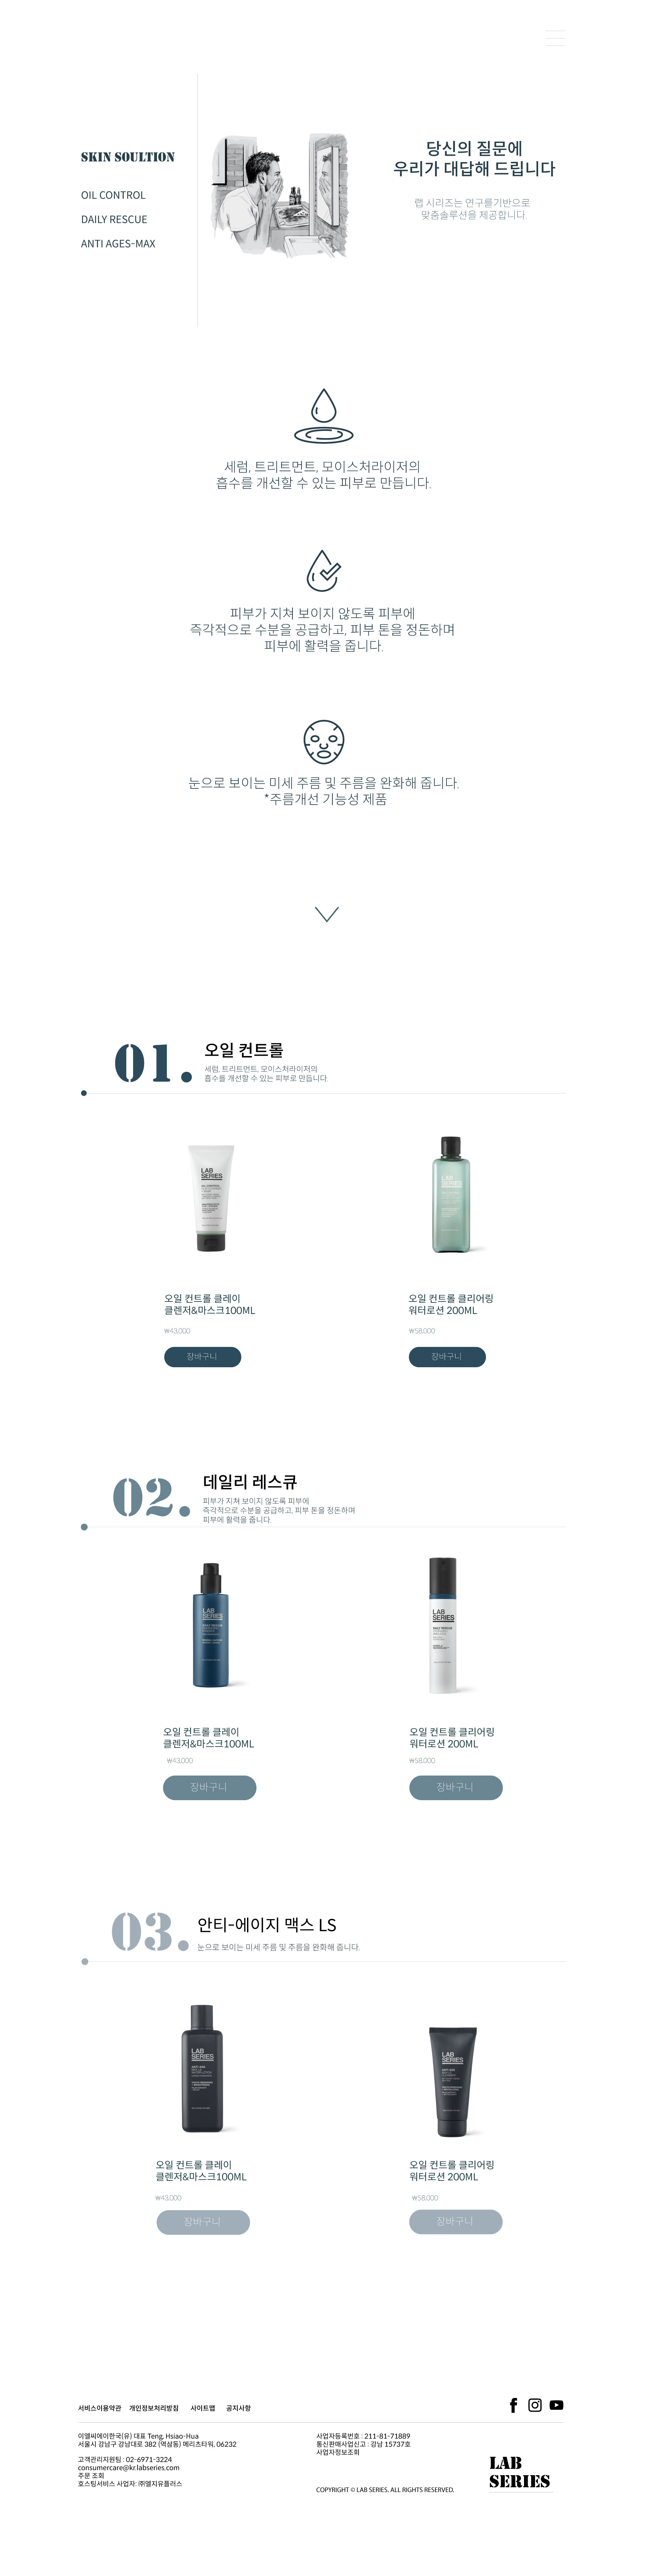 SKIN SOULTION
OIL CONTROL
DAILY RESCUE
ANTI AGES-MAX
당신의 질문에
우리가 대답해 드립니다
랩 시리즈는 연구를기반으로
맞춤솔루션을 제공합니다.
세럼, 트리트먼트, 모이스처라이저의
흡수를 개선할 수 있는 피부로 만듭니다.
피부가 지쳐 보이지 않도록 피부에
즉각적으로 수분을 공급하고, 피부 톤을 정돈하며
피부에 활력을 줍니다.
눈으로 보이는 미세 주름 및 주름을 완화해 줍니다.
*주름개선 기능성 제품
01.
오일 컨트롤
세럼, 트리트먼트, 모이스처라이저의
흡수를 개선할 수 있는 피부로 만듭니다.
LAB
SERIES
LAB
SERIES
오일 컨트롤 클레이
클렌저&마스크100ML
₩43,000
장바구니
오일 컨트롤 클리어링
워터로션 200ML
₩58,000
장바구니
02.
데일리 레스큐
피부가 지쳐 보이지 않도록 피부에
즉각적으로 수분을 공급하고, 피부 톤을 정돈하며
피부에 활력을 줍니다.
LAB
SERIES
LAB
SERIES
오일 컨트롤 클레이
클렌저&마스크100ML
₩43,000
장바구니
오일 컨트롤 클리어링
워터로션 200ML
₩58,000
장바구니
03.
안티-에이지 맥스 LS
눈으로 보이는 미세 주름 및 주름을 완화해 줍니다.
LAB
SERIES
LAB
SERIES
오일 컨트롤 클레이
클렌저&마스크100ML
₩43,000
장바구니
오일 컨트롤 클리어링
워터로션 200ML
₩58,000
장바구니
서비스이용약관 개인정보처리방침 사이트맵 공지사항
이엘씨에이한국(유) 대표 Teng, Hsiao-Hua
서울시 강남구 강남대로 382 (역삼동) 메리츠타워, 06232
고객관리지원팀 : 02-6971-3224
consumercare@kr.labseries.com
주문 조회
호스팅서비스 사업자: ㈜엘지유플러스
사업자등록번호 : 211-81-71889
통신판매사업신고 : 강남 15737호
사업자정보조회
COPYRIGHT © LAB SERIES. ALL RIGHTS RESERVED.
LAB
SERIES